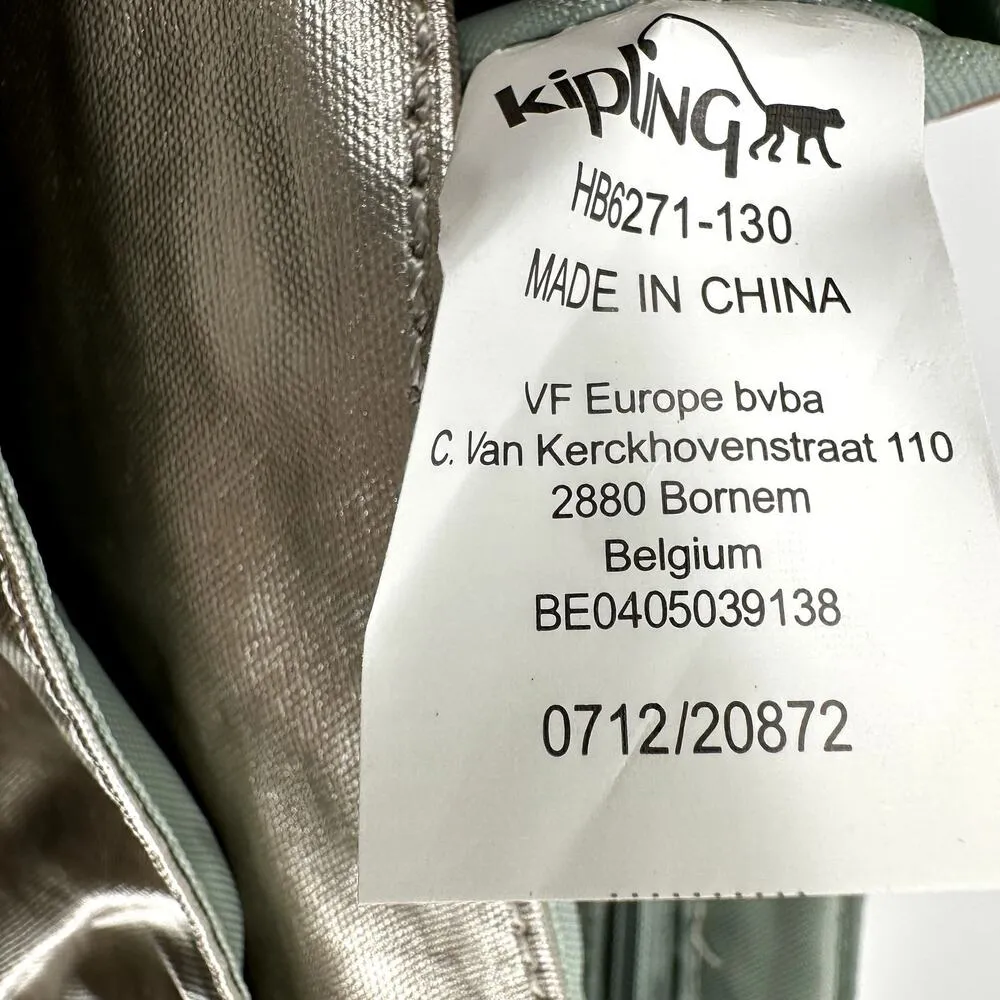 KipliNG
HB6271-130
MADE IN CHINA
VF Europe bvba
C. Van Kerckhovenstraat 110
2880 Bornem
Belgium
BE0405039138
0712/20872